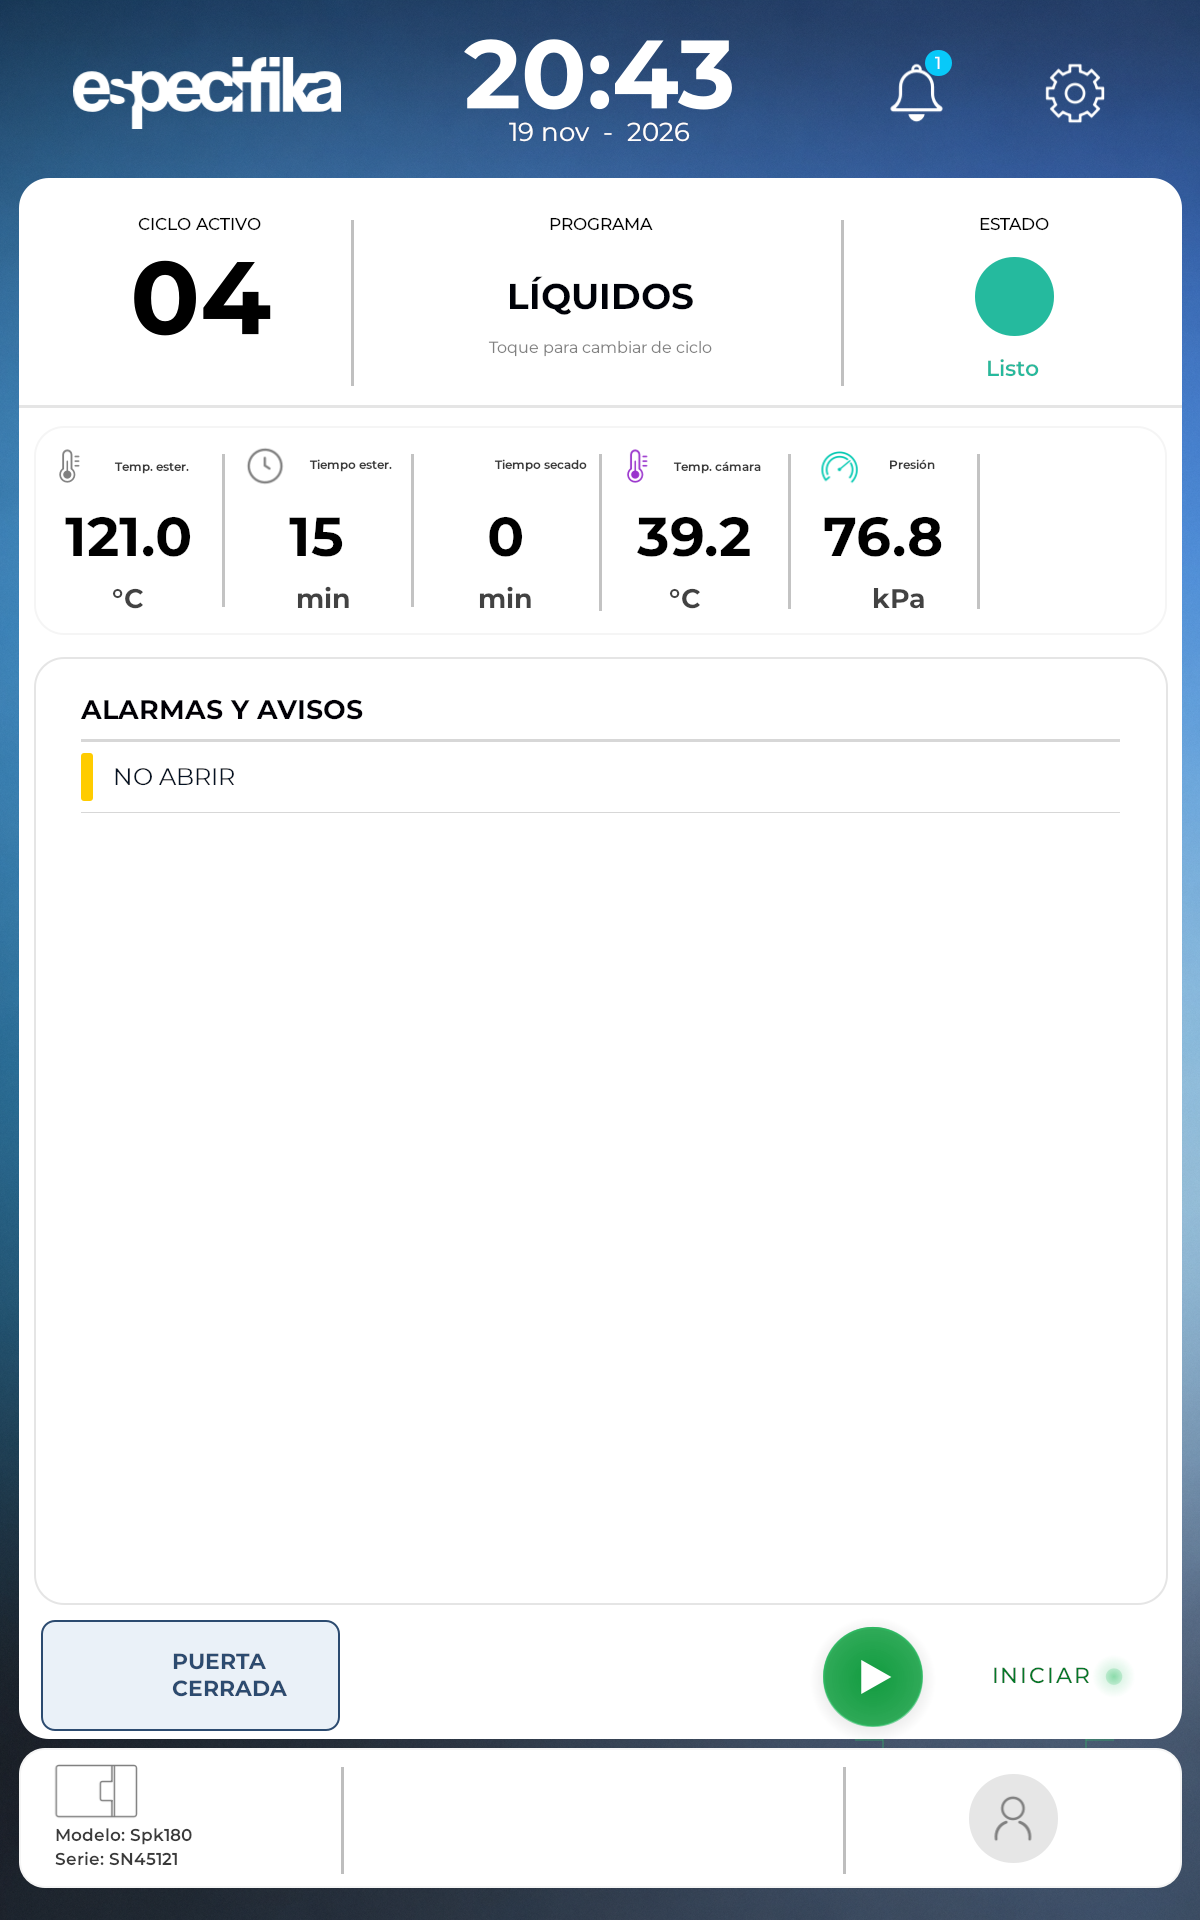 especifika
20:43
1
19 nov - 2026
CICLO ACTIVO
04
PROGRAMA
LÍQUIDOS
Toque para cambiar de ciclo
ESTADO
Listo
Temp. ester.
121.0
°C
Tiempo ester.
15
min
Tiempo secado
0
min
Temp. cámara
39.2
°C
Presión
76.8
kPa
ALARMAS Y AVISOS
NO ABRIR
PUERTA
CERRADA
INICIAR
Modelo: Spk180
Serie: SN45121